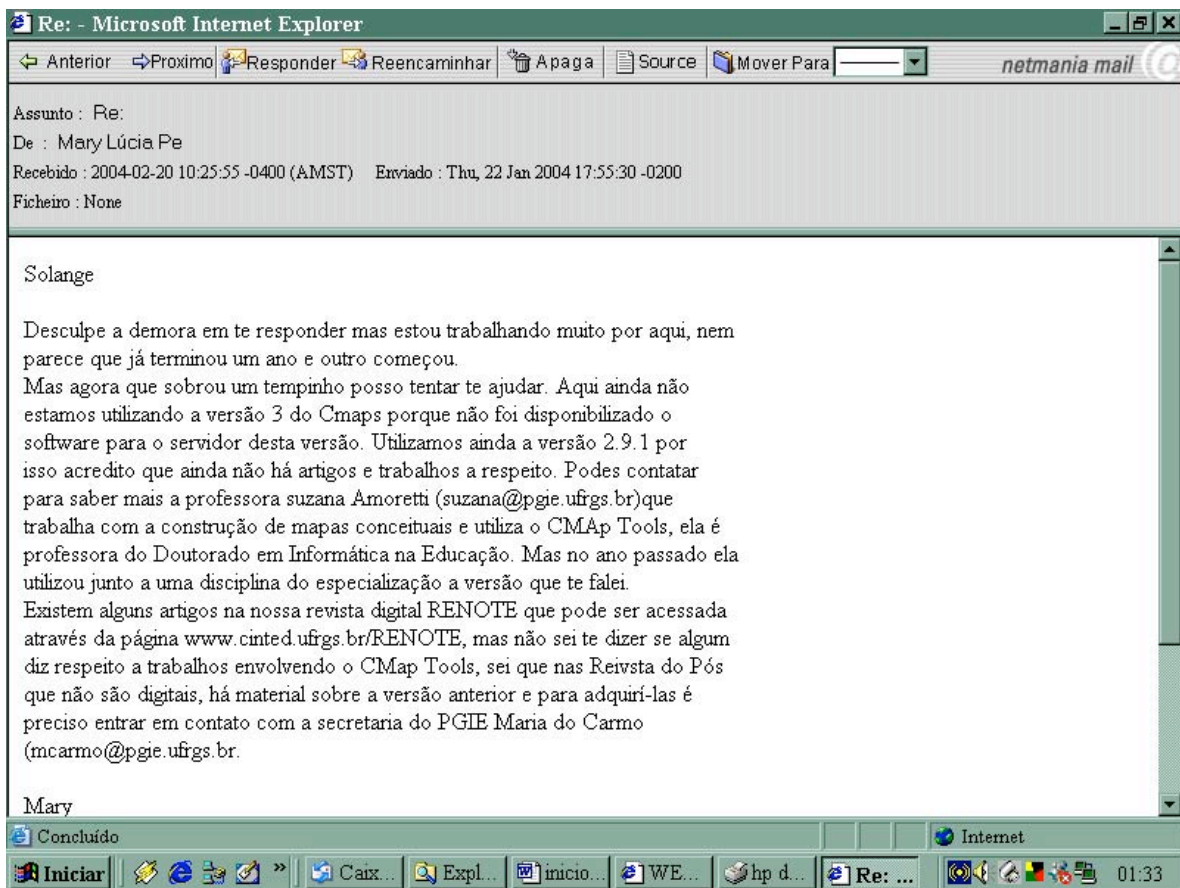 Re: - Microsoft Internet Explorer
Anterior Proximo Responder Reencaminhar Apaga Source Mover Para netmania mail
Assunto : Re:
De : Mary Lúcia Pe
Recebido : 2004-02-20 10:25:55 -0400 (AMST) Enviado : Thu, 22 Jan 2004 17:55:30 -0200
Ficheiro : None
Solange
Desculpe a demora em te responder mas estou trabalhando muito por aqui, nem
parece que já terminou um ano e outro começou.
Mas agora que sobrou um tempinho posso tentar te ajudar. Aqui ainda não
estamos utilizando a versão 3 do Cmaps porque não foi disponibilizado o
software para o servidor desta versão. Utilizamos ainda a versão 2.9.1 por
isso acredito que ainda não há artigos e trabalhos a respeito. Podes contatar
para saber mais a professora suzana Amoretti (suzana@pgie.ufrgs.br)que
trabalha com a construção de mapas conceituais e utiliza o CMAp Tools, ela é
professora do Doutorado em Informática na Educação. Mas no ano passado ela
utilizou junto a uma disciplina do especialização a versão que te falei.
Existem alguns artigos na nossa revista digital RENOTE que pode ser acessada
através da página www.cinted.ufrgs.br/RENOTE, mas não sei te dizer se algum
diz respeito a trabalhos envolvendo o CMap Tools, sei que nas Reivsta do Pós
que não são digitais, há material sobre a versão anterior e para adquirí-las é
preciso entrar em contato com a secretaria do PGIE Maria do Carmo
(mcarmo@pgie.ufrgs.br.
Mary
Concluído Internet
Iniciar » Caix... Expl... inicio... WE... hp d... Re: ... 01:33